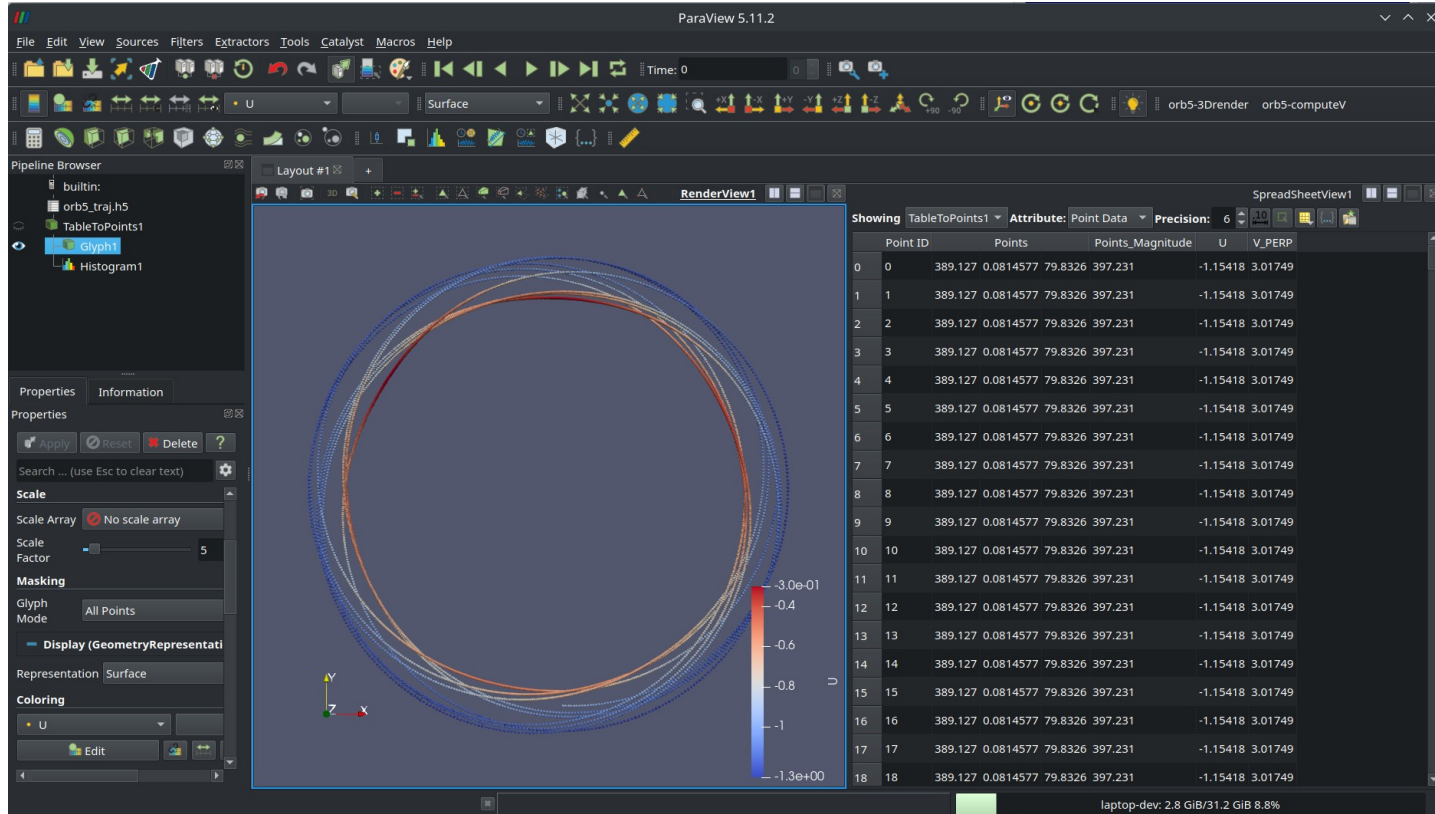 ParaView 5.11.2
File Edit View Sources Filters Extractors Tools Catalyst Macros Help
Time: 0 0
U Surface +90 -90 orb5-3Drender orb5-computeV
Pipeline Browser
builtin:
orb5_traj.h5
TableToPoints1
Glyph1
Histogram1
Properties Information
Properties
Apply Reset Delete ?
Search ... (use Esc to clear text)
Scale
Scale Array No scale array
Scale Factor 5
Masking
Glyph Mode All Points
Display (GeometryRepresentati
Representation Surface
Coloring
U
Edit
Layout #1 +
3D RenderView1
-3.0e-01
-0.4
-0.6
-0.8
-1
-1.3e+00
U
Y
Z X
SpreadSheetView1
Showing TableToPoints1 Attribute: Point Data Precision: 6
Point ID Points Points_Magnitude U V_PERP
0 0 389.127 0.0814577 79.8326 397.231 -1.15418 3.01749
1 1 389.127 0.0814577 79.8326 397.231 -1.15418 3.01749
2 2 389.127 0.0814577 79.8326 397.231 -1.15418 3.01749
3 3 389.127 0.0814577 79.8326 397.231 -1.15418 3.01749
4 4 389.127 0.0814577 79.8326 397.231 -1.15418 3.01749
5 5 389.127 0.0814577 79.8326 397.231 -1.15418 3.01749
6 6 389.127 0.0814577 79.8326 397.231 -1.15418 3.01749
7 7 389.127 0.0814577 79.8326 397.231 -1.15418 3.01749
8 8 389.127 0.0814577 79.8326 397.231 -1.15418 3.01749
9 9 389.127 0.0814577 79.8326 397.231 -1.15418 3.01749
10 10 389.127 0.0814577 79.8326 397.231 -1.15418 3.01749
11 11 389.127 0.0814577 79.8326 397.231 -1.15418 3.01749
12 12 389.127 0.0814577 79.8326 397.231 -1.15418 3.01749
13 13 389.127 0.0814577 79.8326 397.231 -1.15418 3.01749
14 14 389.127 0.0814577 79.8326 397.231 -1.15418 3.01749
15 15 389.127 0.0814577 79.8326 397.231 -1.15418 3.01749
16 16 389.127 0.0814577 79.8326 397.231 -1.15418 3.01749
17 17 389.127 0.0814577 79.8326 397.231 -1.15418 3.01749
18 18 389.127 0.0814577 79.8326 397.231 -1.15418 3.01749
laptop-dev: 2.8 GiB/31.2 GiB 8.8%